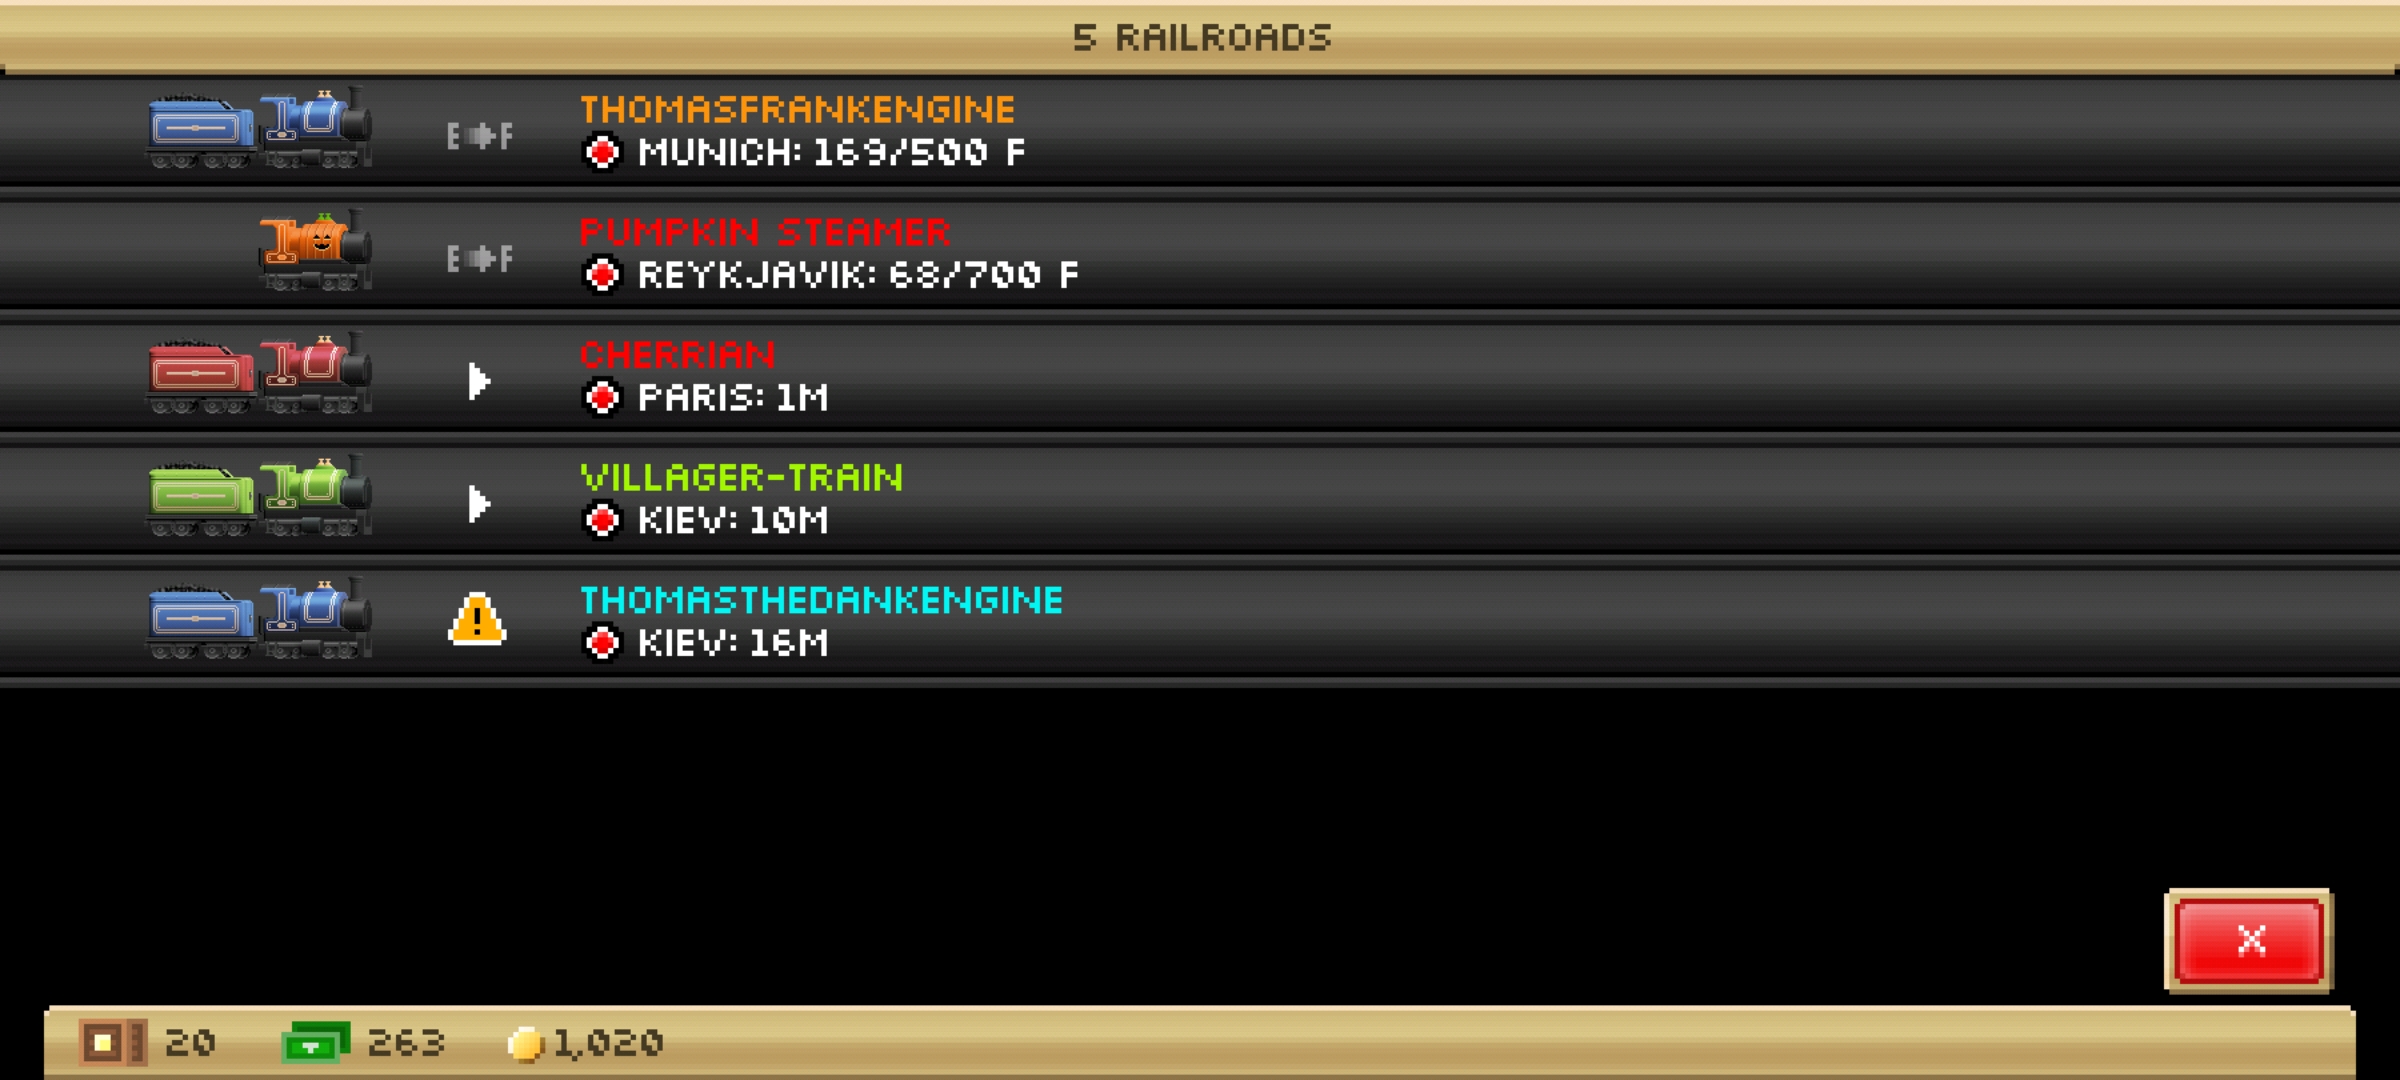 5 RAILROADS
E F
THOMASFRANKENGINE
MUNICH: 169/500 F
E F
PUMPKIN STEAMER
REYKJAVIK: 68/700 F
CHERRIAN
PARIS: 1M
VILLAGER-TRAIN
KIEV: 10M
!
THOMASTHEDANKENGINE
KIEV: 16M
X
20 263 1,020